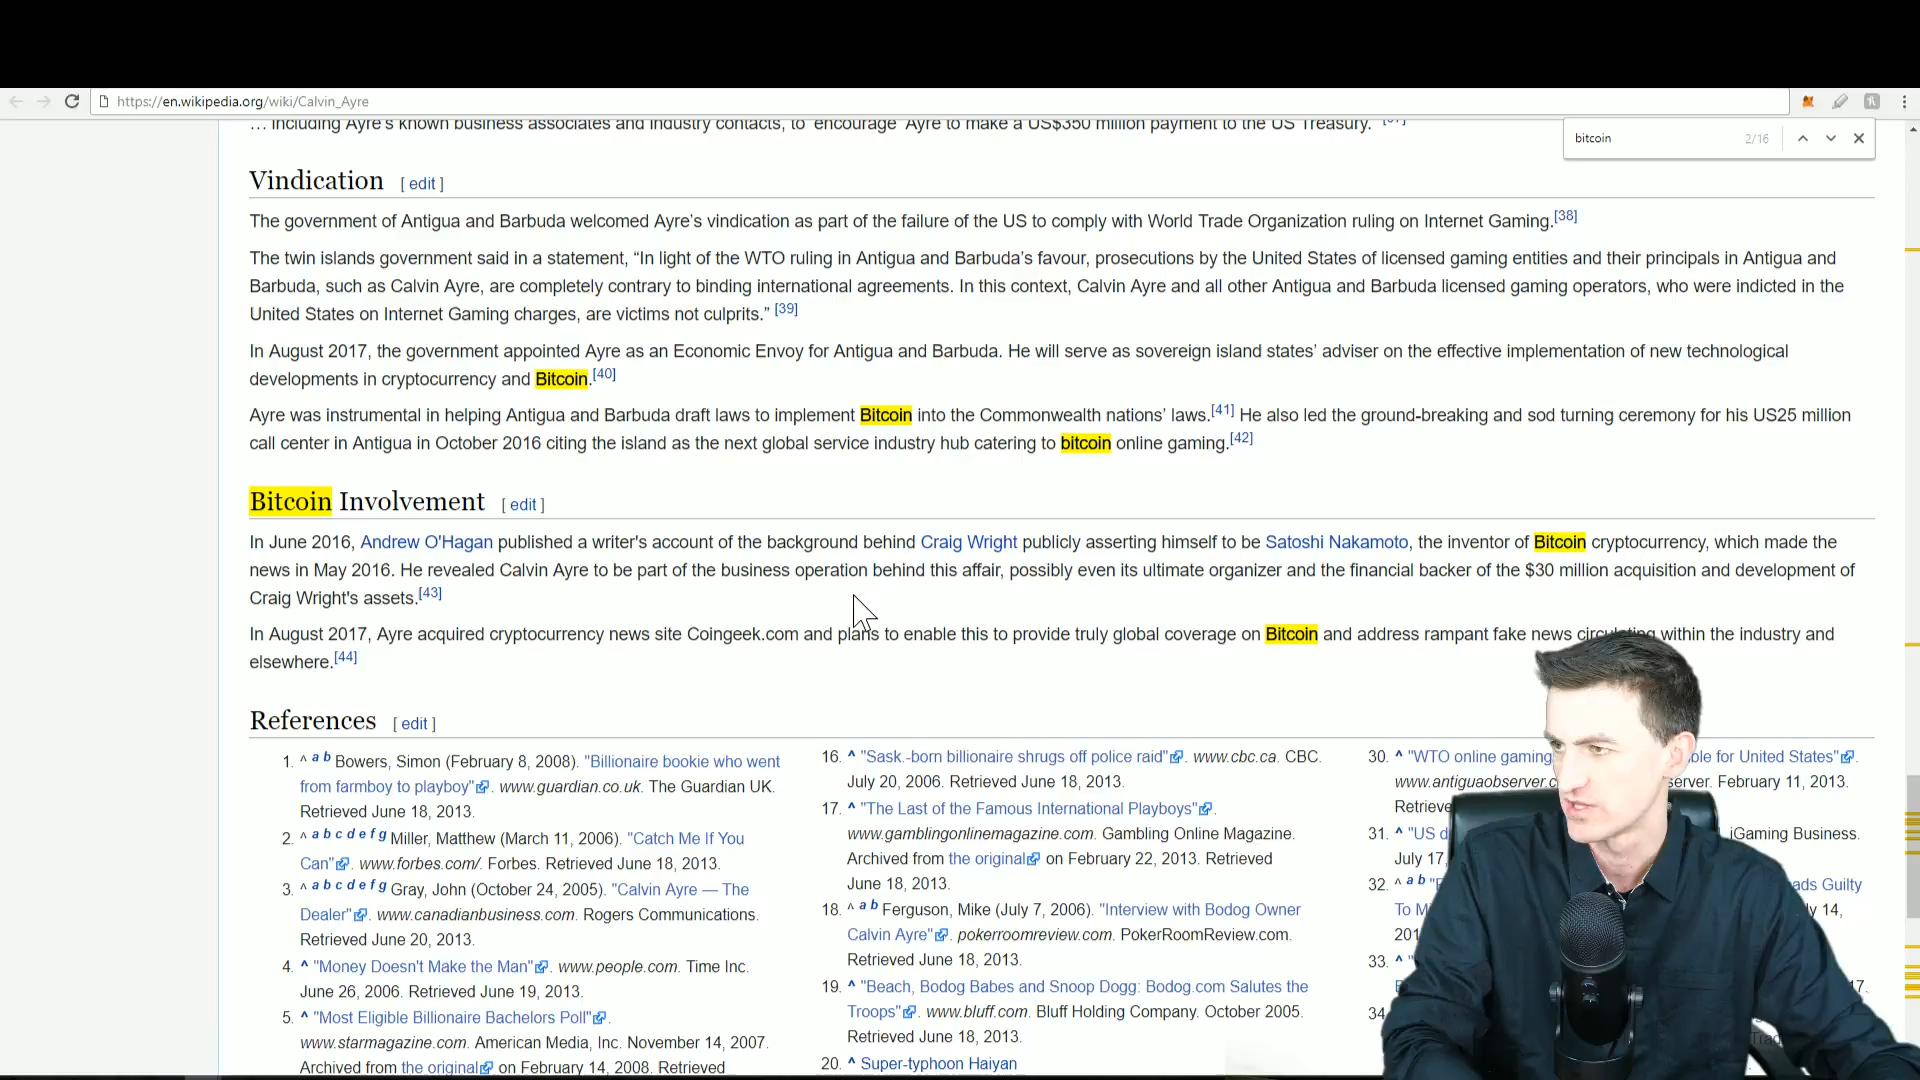 https://en.wikipedia.org/wiki/Calvin_Ayre
bitcoin 2/16
… including Ayre's known business associates and industry contacts, to "encourage" Ayre to make a US$350 million payment to the US Treasury." [37]
Vindication [ edit ]
The government of Antigua and Barbuda welcomed Ayre's vindication as part of the failure of the US to comply with World Trade Organization ruling on Internet Gaming.[38]
The twin islands government said in a statement, “In light of the WTO ruling in Antigua and Barbuda’s favour, prosecutions by the United States of licensed gaming entities and their principals in Antigua and
Barbuda, such as Calvin Ayre, are completely contrary to binding international agreements. In this context, Calvin Ayre and all other Antigua and Barbuda licensed gaming operators, who were indicted in the
United States on Internet Gaming charges, are victims not culprits.” [39]
In August 2017, the government appointed Ayre as an Economic Envoy for Antigua and Barbuda. He will serve as sovereign island states’ adviser on the effective implementation of new technological
developments in cryptocurrency and Bitcoin.[40]
Ayre was instrumental in helping Antigua and Barbuda draft laws to implement Bitcoin into the Commonwealth nations’ laws.[41] He also led the ground-breaking and sod turning ceremony for his US25 million
call center in Antigua in October 2016 citing the island as the next global service industry hub catering to bitcoin online gaming.[42]
Bitcoin Involvement [ edit ]
In June 2016, Andrew O'Hagan published a writer's account of the background behind Craig Wright publicly asserting himself to be Satoshi Nakamoto, the inventor of Bitcoin cryptocurrency, which made the
news in May 2016. He revealed Calvin Ayre to be part of the business operation behind this affair, possibly even its ultimate organizer and the financial backer of the $30 million acquisition and development of
Craig Wright's assets.[43]
In August 2017, Ayre acquired cryptocurrency news site Coingeek.com and plans to enable this to provide truly global coverage on Bitcoin and address rampant fake news circulating within the industry and
elsewhere.[44]
References [ edit ]
1. ^ a b Bowers, Simon (February 8, 2008). "Billionaire bookie who went
from farmboy to playboy". www.guardian.co.uk. The Guardian UK.
Retrieved June 18, 2013.
2. ^ a b c d e f g Miller, Matthew (March 11, 2006). "Catch Me If You
Can". www.forbes.com/. Forbes. Retrieved June 18, 2013.
3. ^ a b c d e f g Gray, John (October 24, 2005). "Calvin Ayre — The
Dealer". www.canadianbusiness.com. Rogers Communications.
Retrieved June 20, 2013.
4. ^ "Money Doesn't Make the Man". www.people.com. Time Inc.
June 26, 2006. Retrieved June 19, 2013.
5. ^ "Most Eligible Billionaire Bachelors Poll".
www.starmagazine.com. American Media, Inc. November 14, 2007.
Archived from the original on February 14, 2008. Retrieved
16. ^ "Sask.-born billionaire shrugs off police raid". www.cbc.ca. CBC.
July 20, 2006. Retrieved June 18, 2013.
17. ^ "The Last of the Famous International Playboys".
www.gamblingonlinemagazine.com. Gambling Online Magazine.
Archived from the original on February 22, 2013. Retrieved
June 18, 2013.
18. ^ a b Ferguson, Mike (July 7, 2006). "Interview with Bodog Owner
Calvin Ayre". pokerroomreview.com. PokerRoomReview.com.
Retrieved June 18, 2013.
19. ^ "Beach, Bodog Babes and Snoop Dogg: Bodog.com Salutes the
Troops". www.bluff.com. Bluff Holding Company. October 2005.
Retrieved June 18, 2013.
20. ^ Super-typhoon Haiyan
30. ^ "WTO online gaming ble for United States".
www.antiguaobserver.c erver. February 11, 2013.
Retrieve
31. ^ "US d iGaming Business.
July 17,
32. ^ a b "E ads Guilty
To M y 14,
201
33. ^ "
17.
34.